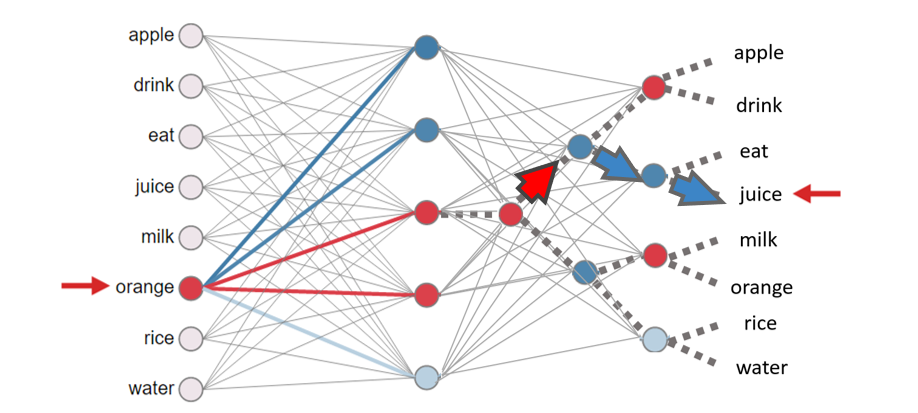 apple
drink
eat
juice
milk
orange
rice
water
apple
drink
eat
juice
milk
orange
rice
water